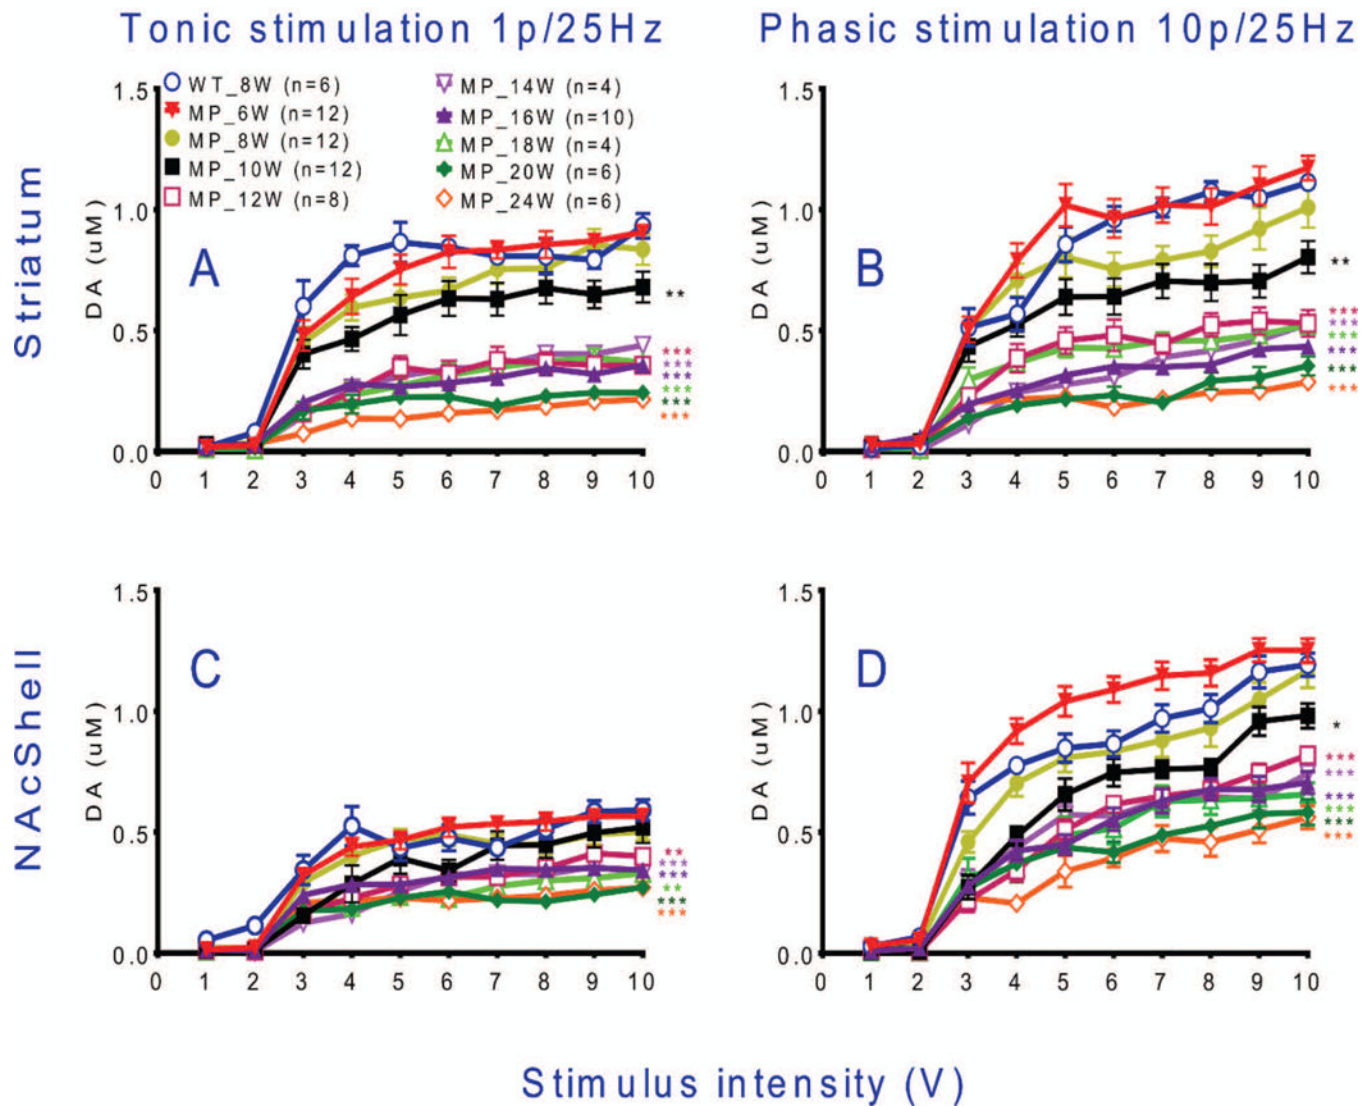 Tonic stimulation 1p/25Hz
Phasic stimulation 10p/25Hz
Striatum
DA (uM)
1.5
1.0
0.5
0.0
WT_8W (n=6)
MP_6W (n=12)
MP_8W (n=12)
MP_10W (n=12)
MP_12W (n=8)
MP_14W (n=4)
MP_16W (n=10)
MP_18W (n=4)
MP_20W (n=6)
MP_24W (n=6)
A
**
***
***
***
***
***
***
0 1 2 3 4 5 6 7 8 9 10
DA (uM)
1.5
1.0
0.5
0.0
B
**
***
***
***
***
***
***
0 1 2 3 4 5 6 7 8 9 10
NAcShell
DA (uM)
1.5
1.0
0.5
0.0
C
**
***
***
**
***
***
0 1 2 3 4 5 6 7 8 9 10
DA (uM)
1.5
1.0
0.5
0.0
D
*
***
***
***
***
***
***
0 1 2 3 4 5 6 7 8 9 10
Stimulus intensity (V)